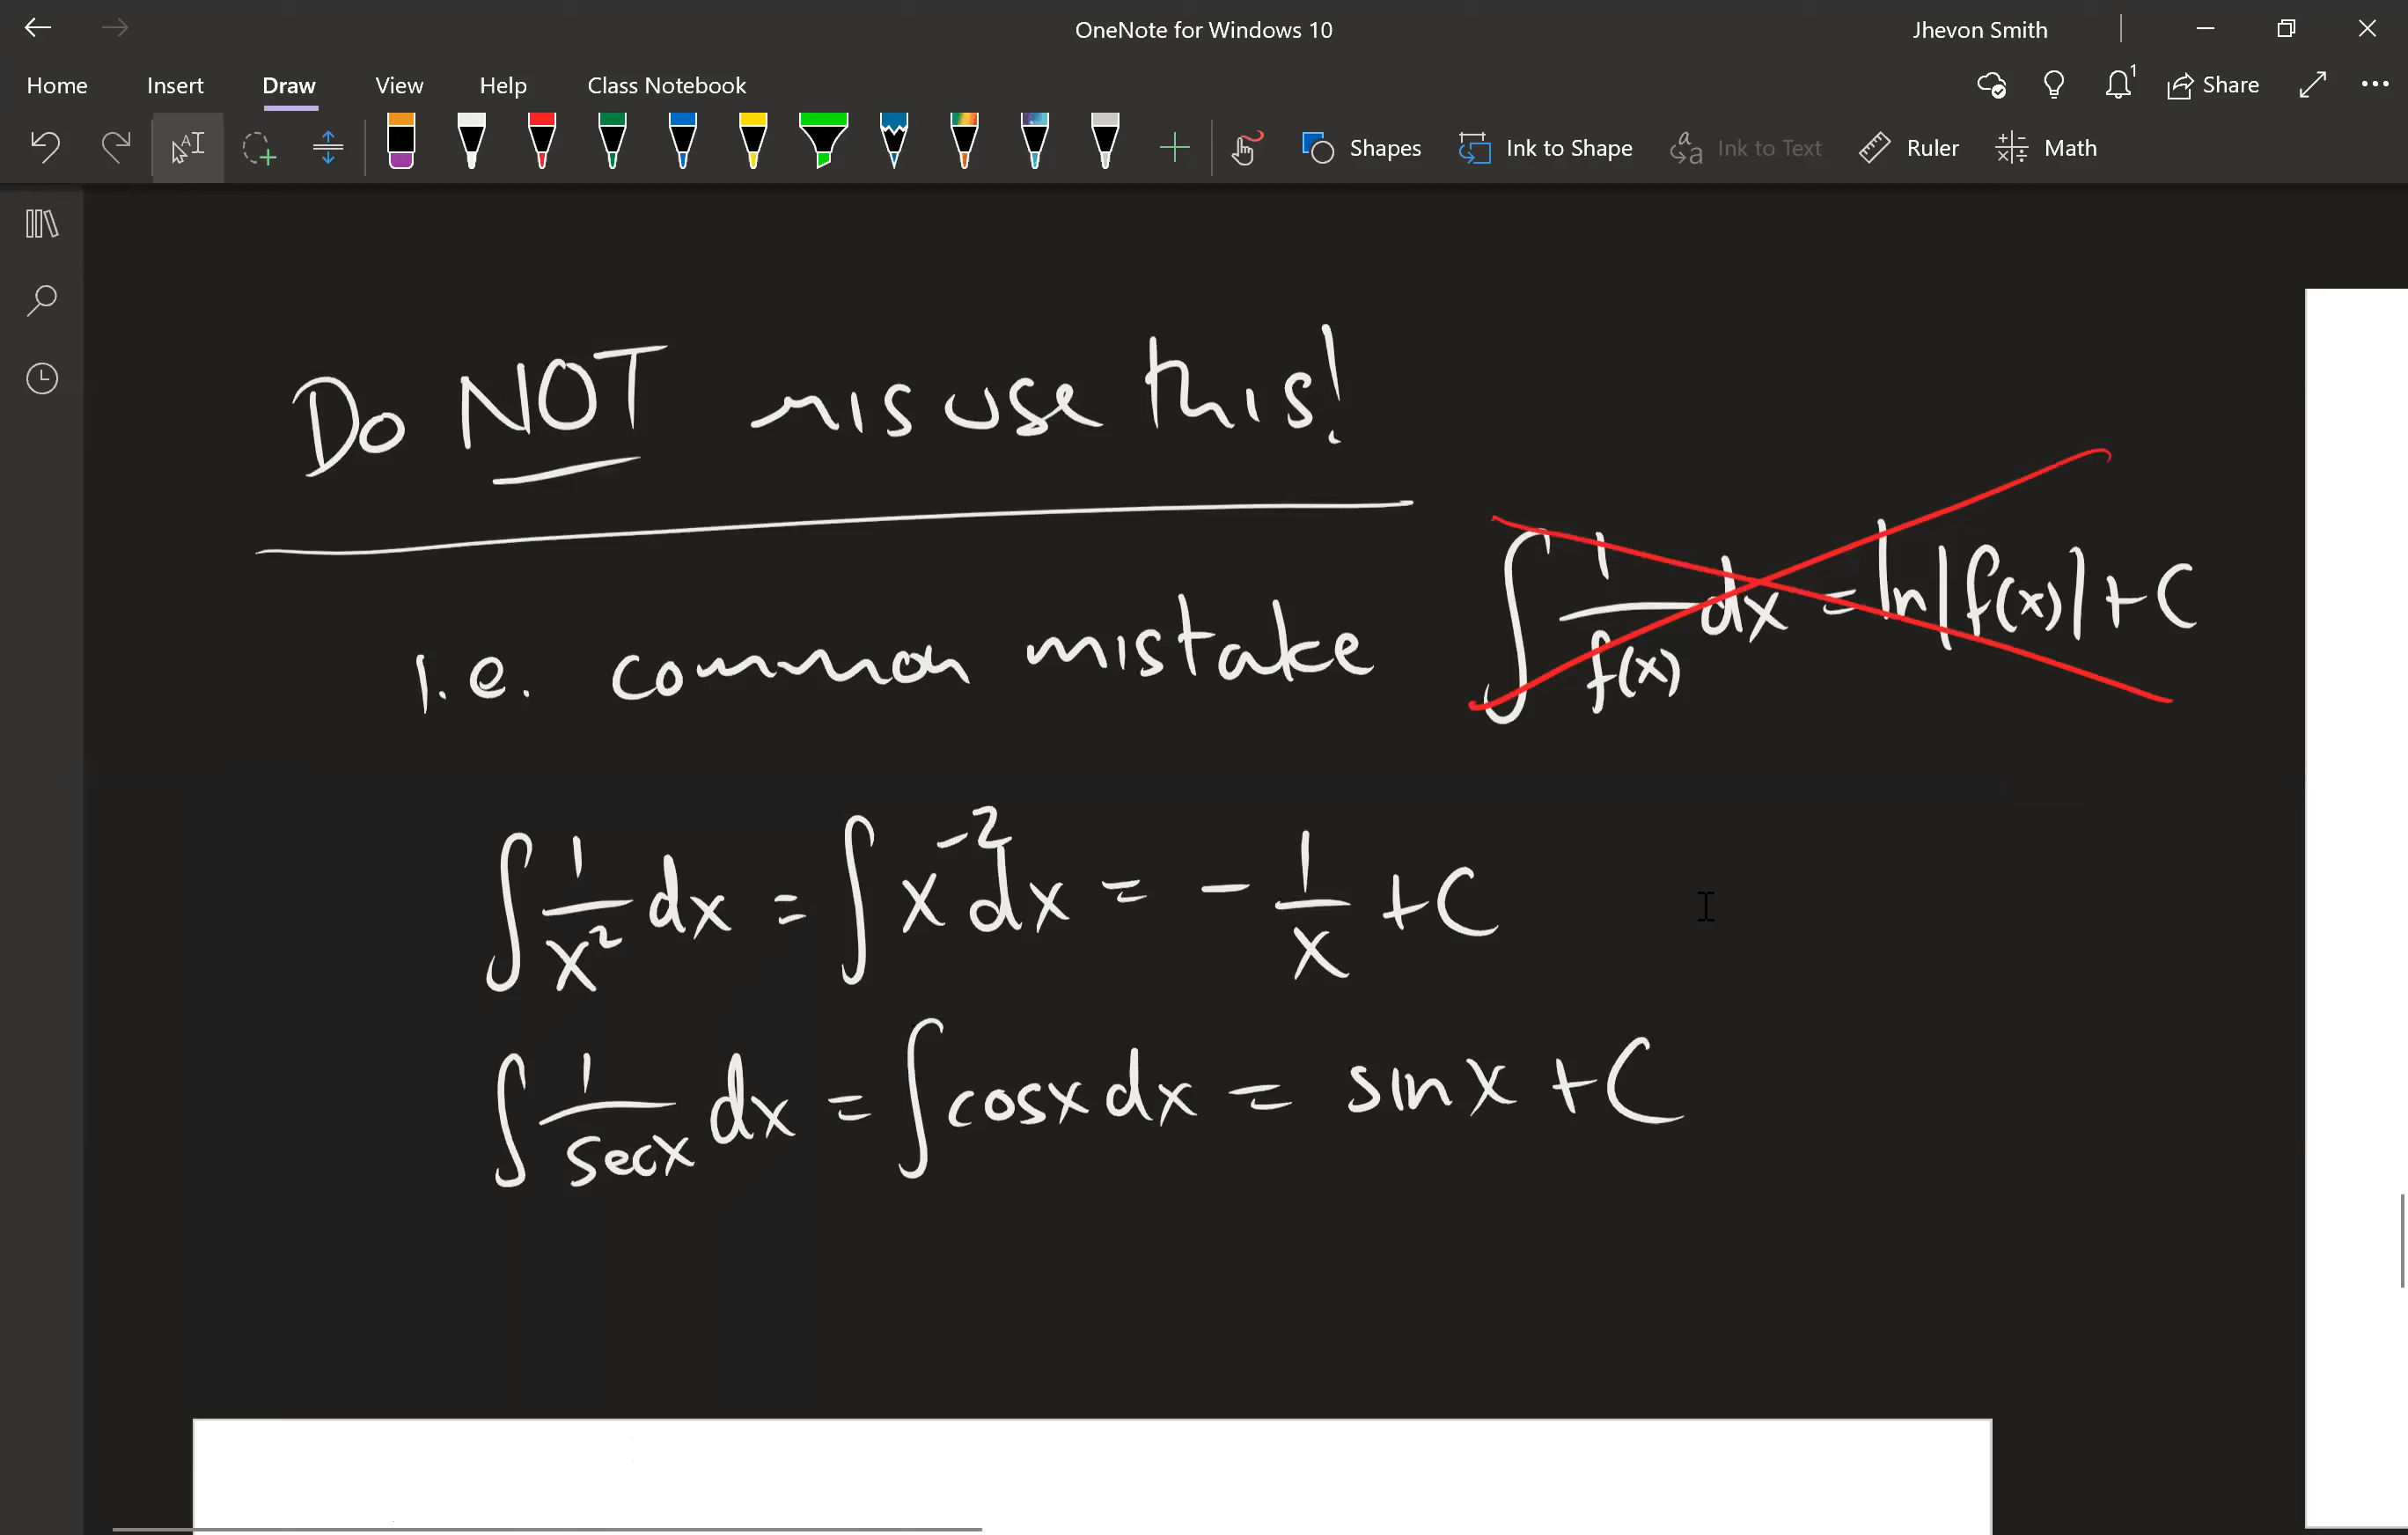 OneNote for Windows 10
Jhevon Smith
Home Insert Draw View Help Class Notebook
1 Share
Shapes Ink to Shape Ink to Text Ruler Math
Do NOT misuse this!
i.e. common mistake ∫ 1/f(x) dx = ln|f(x)| + C
∫ 1/x² dx = ∫ x⁻² dx = - 1/x + C
∫ 1/secx dx = ∫ cosx dx = sinx + C